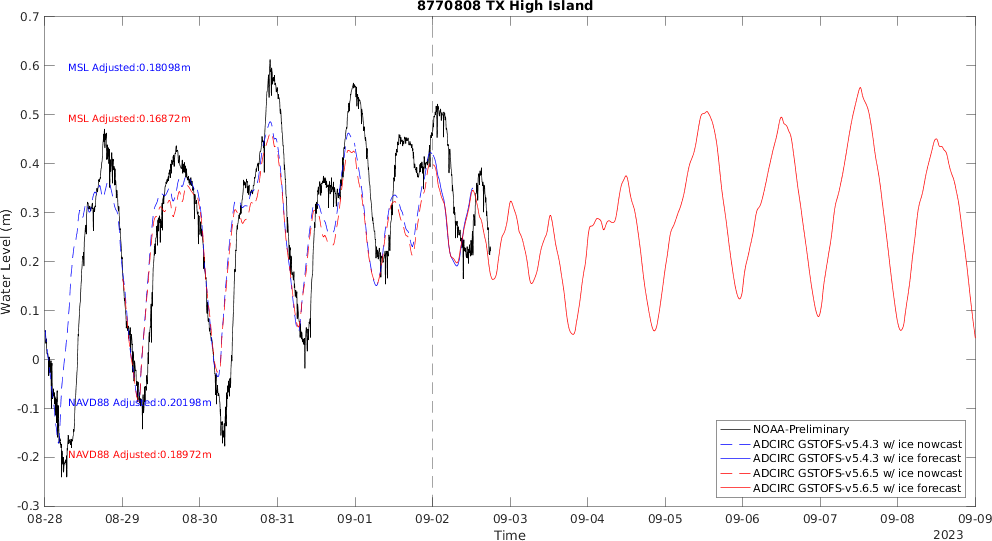 8770808 TX High Island
0.7
0.6
0.5
0.4
0.3
0.2
0.1
0
-0.1
-0.2
-0.3
Water Level (m)
MSL Adjusted:0.18098m
MSL Adjusted:0.16872m
NAVD88 Adjusted:0.20198m
NAVD88 Adjusted:0.18972m
NOAA-Preliminary
ADCIRC GSTOFS-v5.4.3 w/ ice nowcast
ADCIRC GSTOFS-v5.4.3 w/ ice forecast
ADCIRC GSTOFS-v5.6.5 w/ ice nowcast
ADCIRC GSTOFS-v5.6.5 w/ ice forecast
08-28 08-29 08-30 08-31 09-01 09-02 09-03 09-04 09-05 09-06 09-07 09-08 09-09
Time
2023